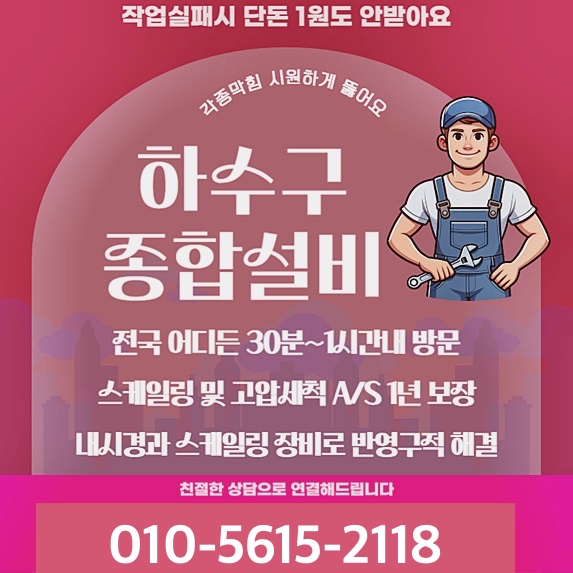 작업실패시 단돈 1원도 안받아요
각종막힘 시원하게 뚫어요
하수구
종합설비
전국 어디든 30분~1시간내 방문
스케일링 및 고압세척 A/S 1년 보장
내시경과 스케일링 장비로 반영구적 해결
친절한 상담으로 연결해드립니다
010-5615-2118